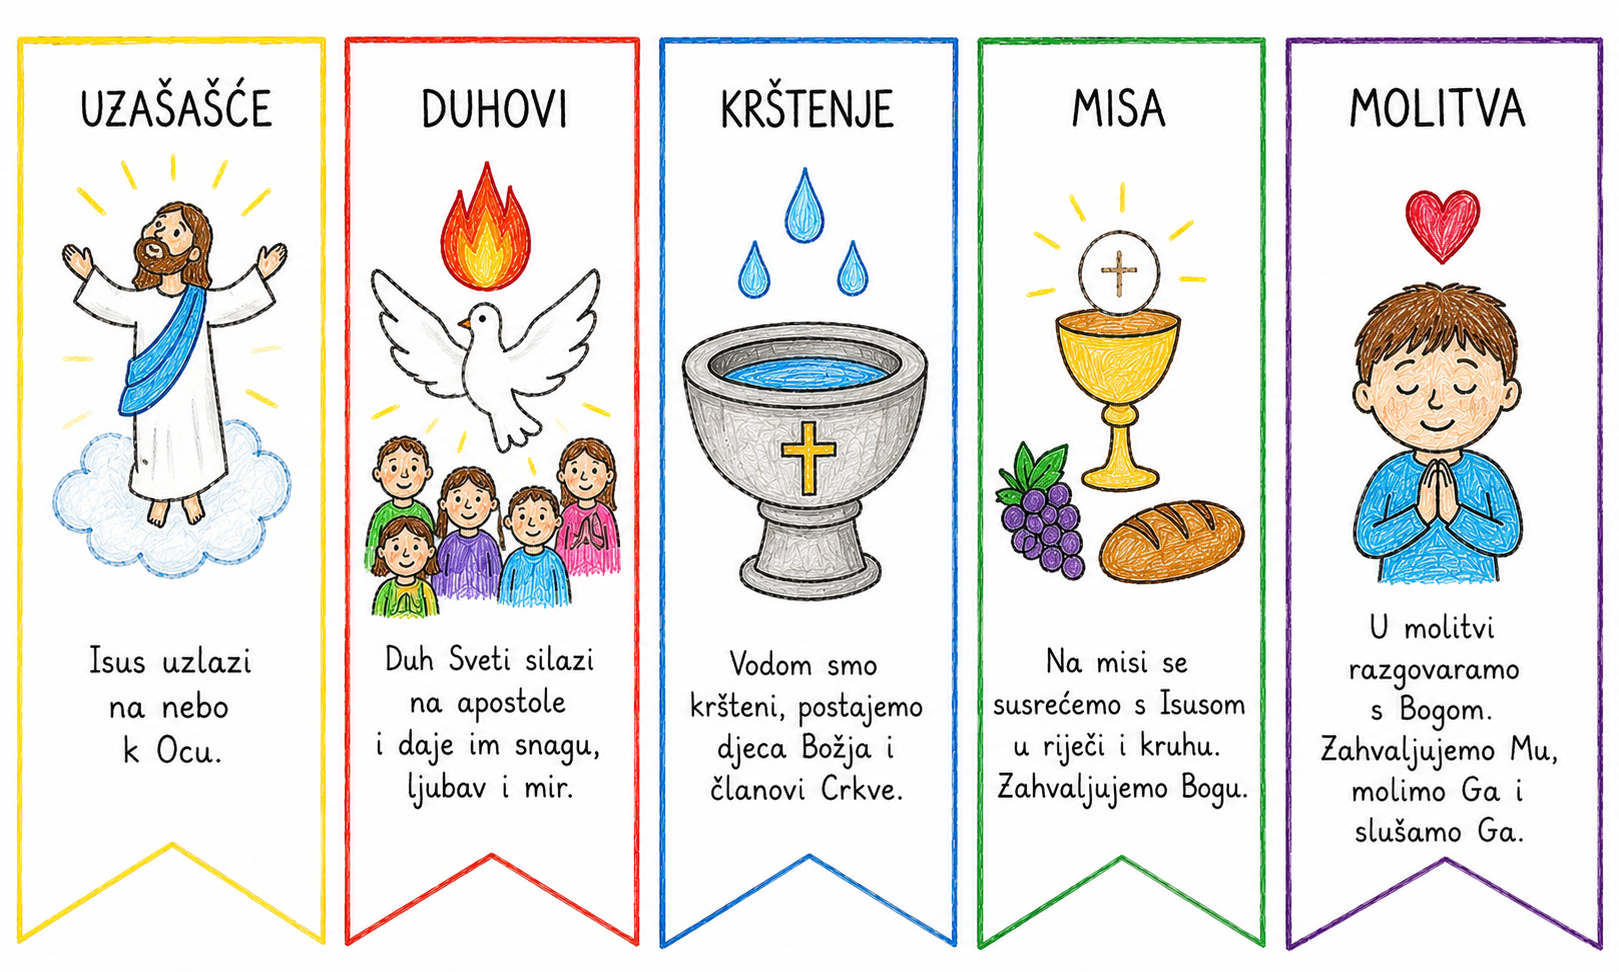 UZAŠAŠĆE
Isus uzlazi
na nebo
k Ocu.
DUHOVI
Duh Sveti silazi
na apostole
i daje im snagu,
ljubav i mir.
KRŠTENJE
Vodom smo
kršteni, postajemo
djeca Božja i
članovi Crkve.
MISA
Na misi se
susrećemo s Isusom
u riječi i kruhu.
Zahvaljujemo Bogu.
MOLITVA
U molitvi
razgovaramo
s Bogom.
Zahvaljujemo Mu,
molimo Ga i
slušamo Ga.